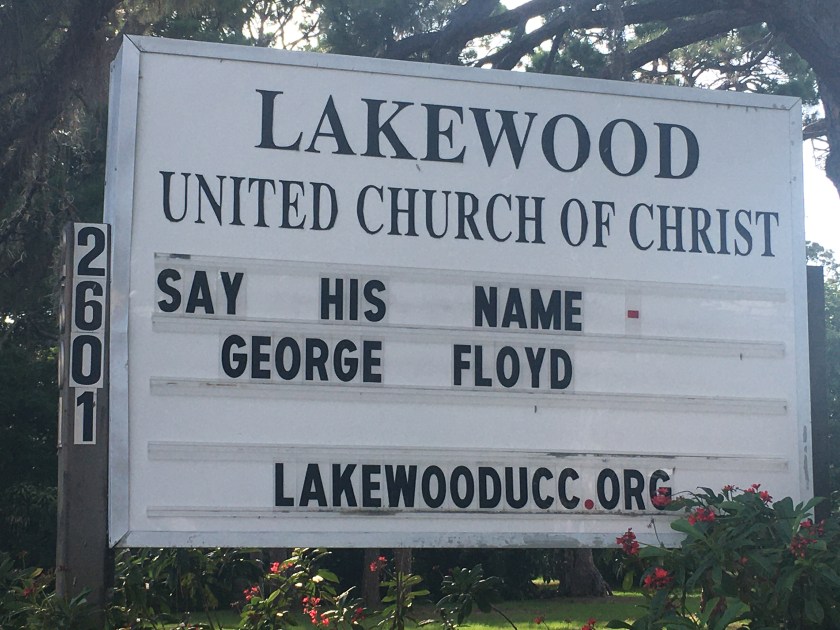 LAKEWOOD
UNITED CHURCH OF CHRIST
2601
SAY HIS NAME .
GEORGE FLOYD
LAKEWOODUCC.ORG